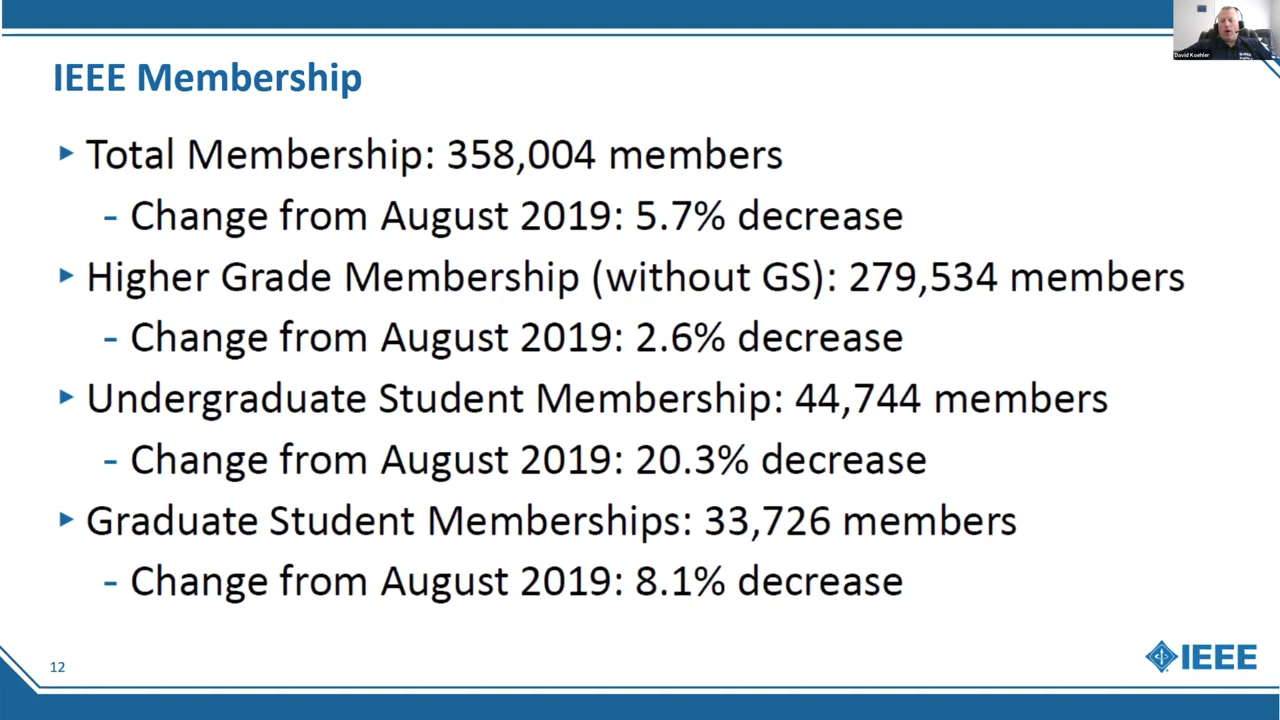 David Koehler
IEEE Membership
Total Membership: 358,004 members
- Change from August 2019: 5.7% decrease
Higher Grade Membership (without GS): 279,534 members
- Change from August 2019: 2.6% decrease
Undergraduate Student Membership: 44,744 members
- Change from August 2019: 20.3% decrease
Graduate Student Memberships: 33,726 members
- Change from August 2019: 8.1% decrease
12
IEEE